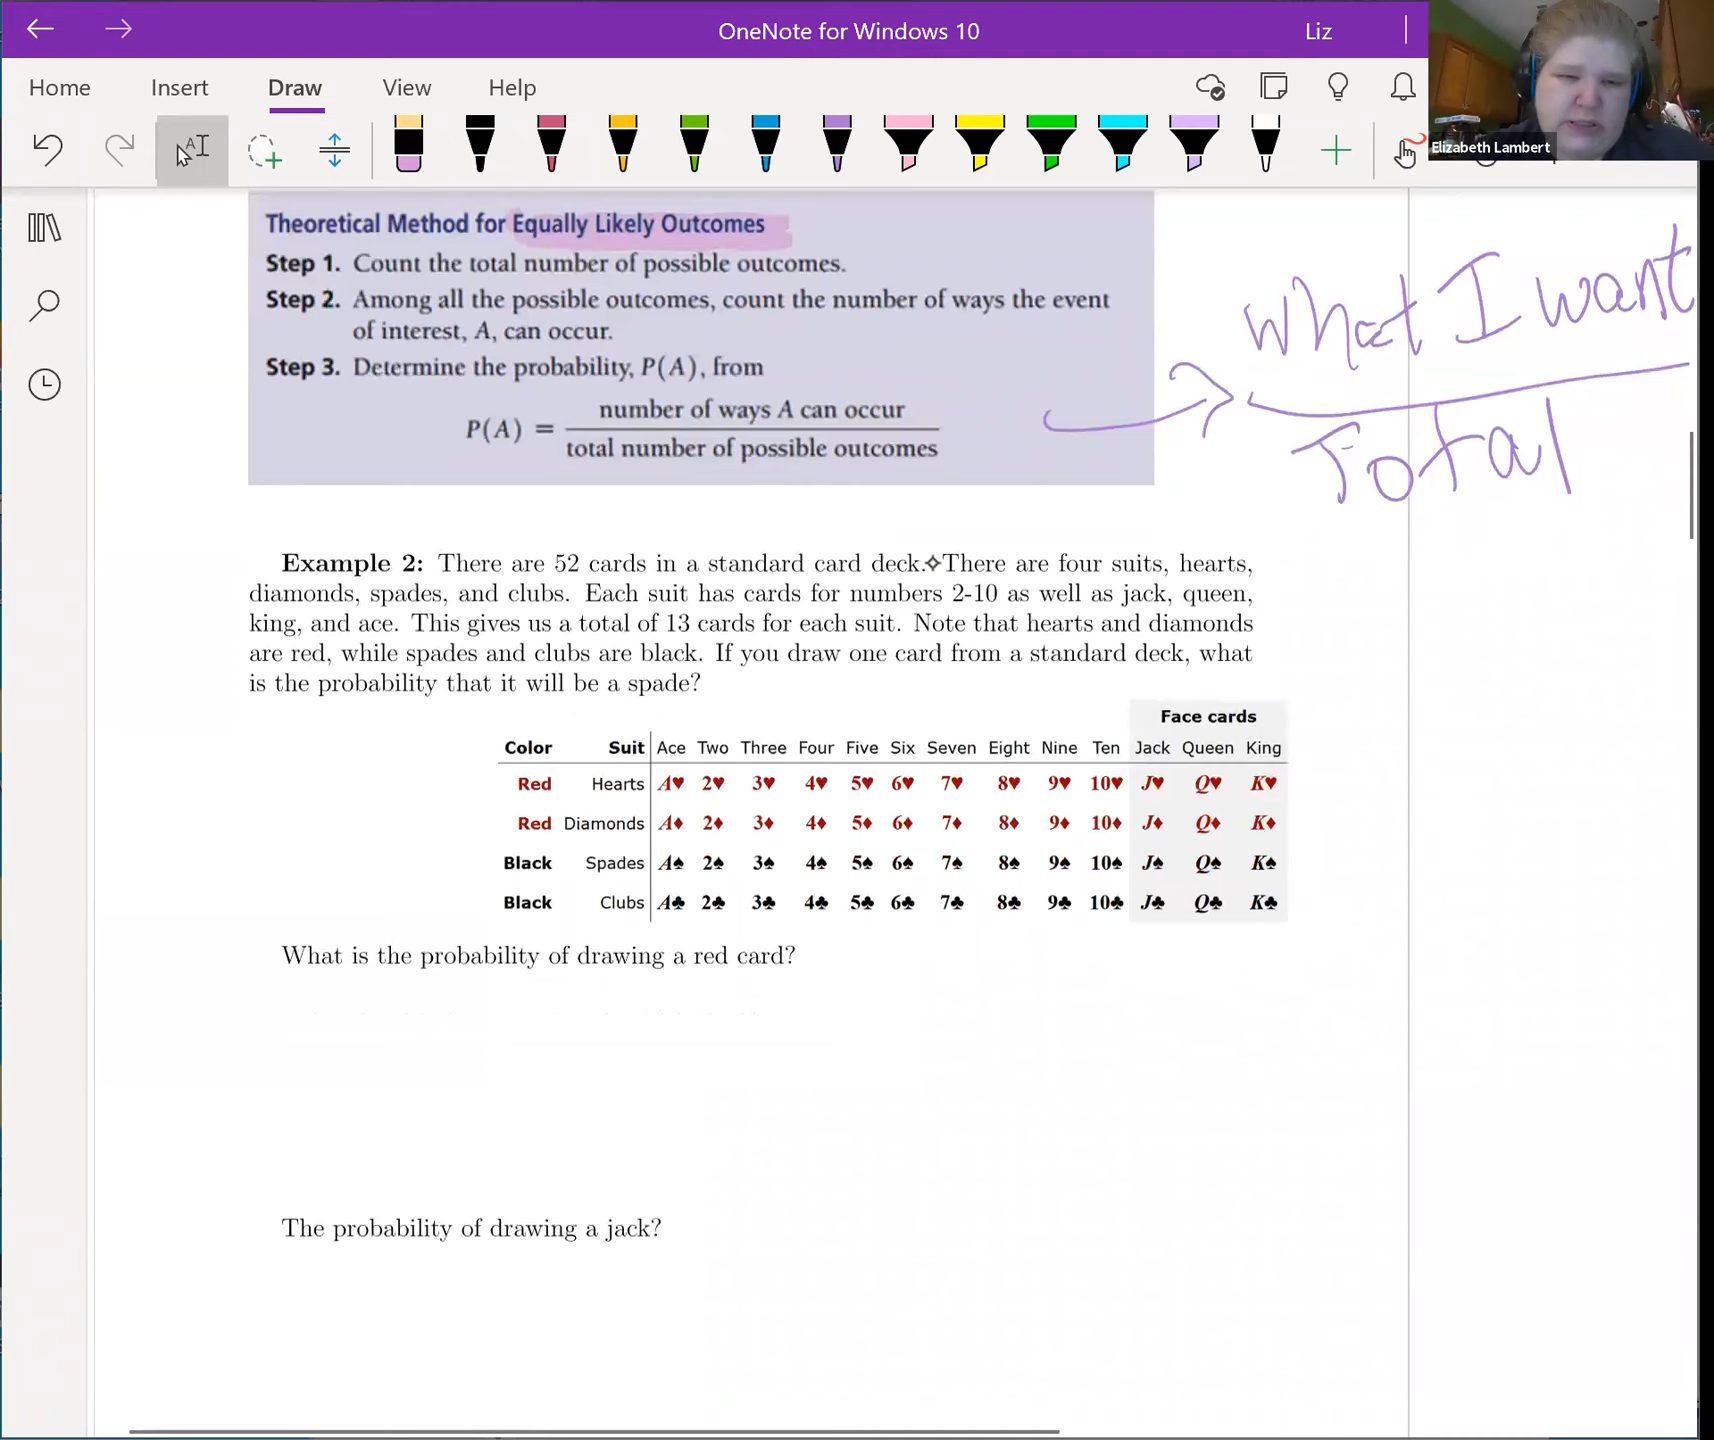 OneNote for Windows 10
Liz
Home Insert Draw View Help
Elizabeth Lambert
Theoretical Method for Equally Likely Outcomes
Step 1. Count the total number of possible outcomes.
Step 2. Among all the possible outcomes, count the number of ways the event
of interest, A, can occur.
Step 3. Determine the probability, P(A), from
P(A) = number of ways A can occur
total number of possible outcomes
What I want
Total
Example 2: There are 52 cards in a standard card deck.✧There are four suits, hearts,
diamonds, spades, and clubs. Each suit has cards for numbers 2-10 as well as jack, queen,
king, and ace. This gives us a total of 13 cards for each suit. Note that hearts and diamonds
are red, while spades and clubs are black. If you draw one card from a standard deck, what
is the probability that it will be a spade?
Face cards
Color Suit Ace Two Three Four Five Six Seven Eight Nine Ten Jack Queen King
Red Hearts A♥ 2♥ 3♥ 4♥ 5♥ 6♥ 7♥ 8♥ 9♥ 10♥ J♥ Q♥ K♥
Red Diamonds A♦ 2♦ 3♦ 4♦ 5♦ 6♦ 7♦ 8♦ 9♦ 10♦ J♦ Q♦ K♦
Black Spades A♠ 2♠ 3♠ 4♠ 5♠ 6♠ 7♠ 8♠ 9♠ 10♠ J♠ Q♠ K♠
Black Clubs A♣ 2♣ 3♣ 4♣ 5♣ 6♣ 7♣ 8♣ 9♣ 10♣ J♣ Q♣ K♣
What is the probability of drawing a red card?
The probability of drawing a jack?